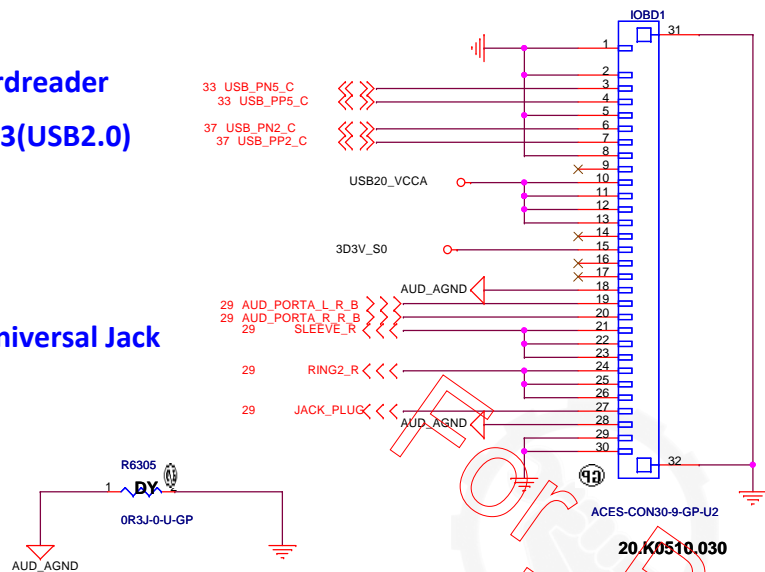 IOBD1
31
1
rdreader
2
33 USB_PN5_C
3
33 USB_PP5_C
4
5
3(USB2.0)
37 USB_PN2_C
6
37 USB_PP2_C
7
8
9
USB20_VCCA
10
11
12
13
14
3D3V_S0
15
16
17
AUD_AGND
18
29 AUD_PORTA_L_R_B
19
29 AUD_PORTA_R_R_B
20
niversal Jack
29 SLEEVE_R
21
22
23
29 RING2_R
24
25
26
29 JACK_PLUG
27
AUD_AGND
28
29
30
For
32
R6305
1
DY
0R3J-0-U-GP
AUD_AGND
ACES-CON30-9-GP-U2
20.K0510.030